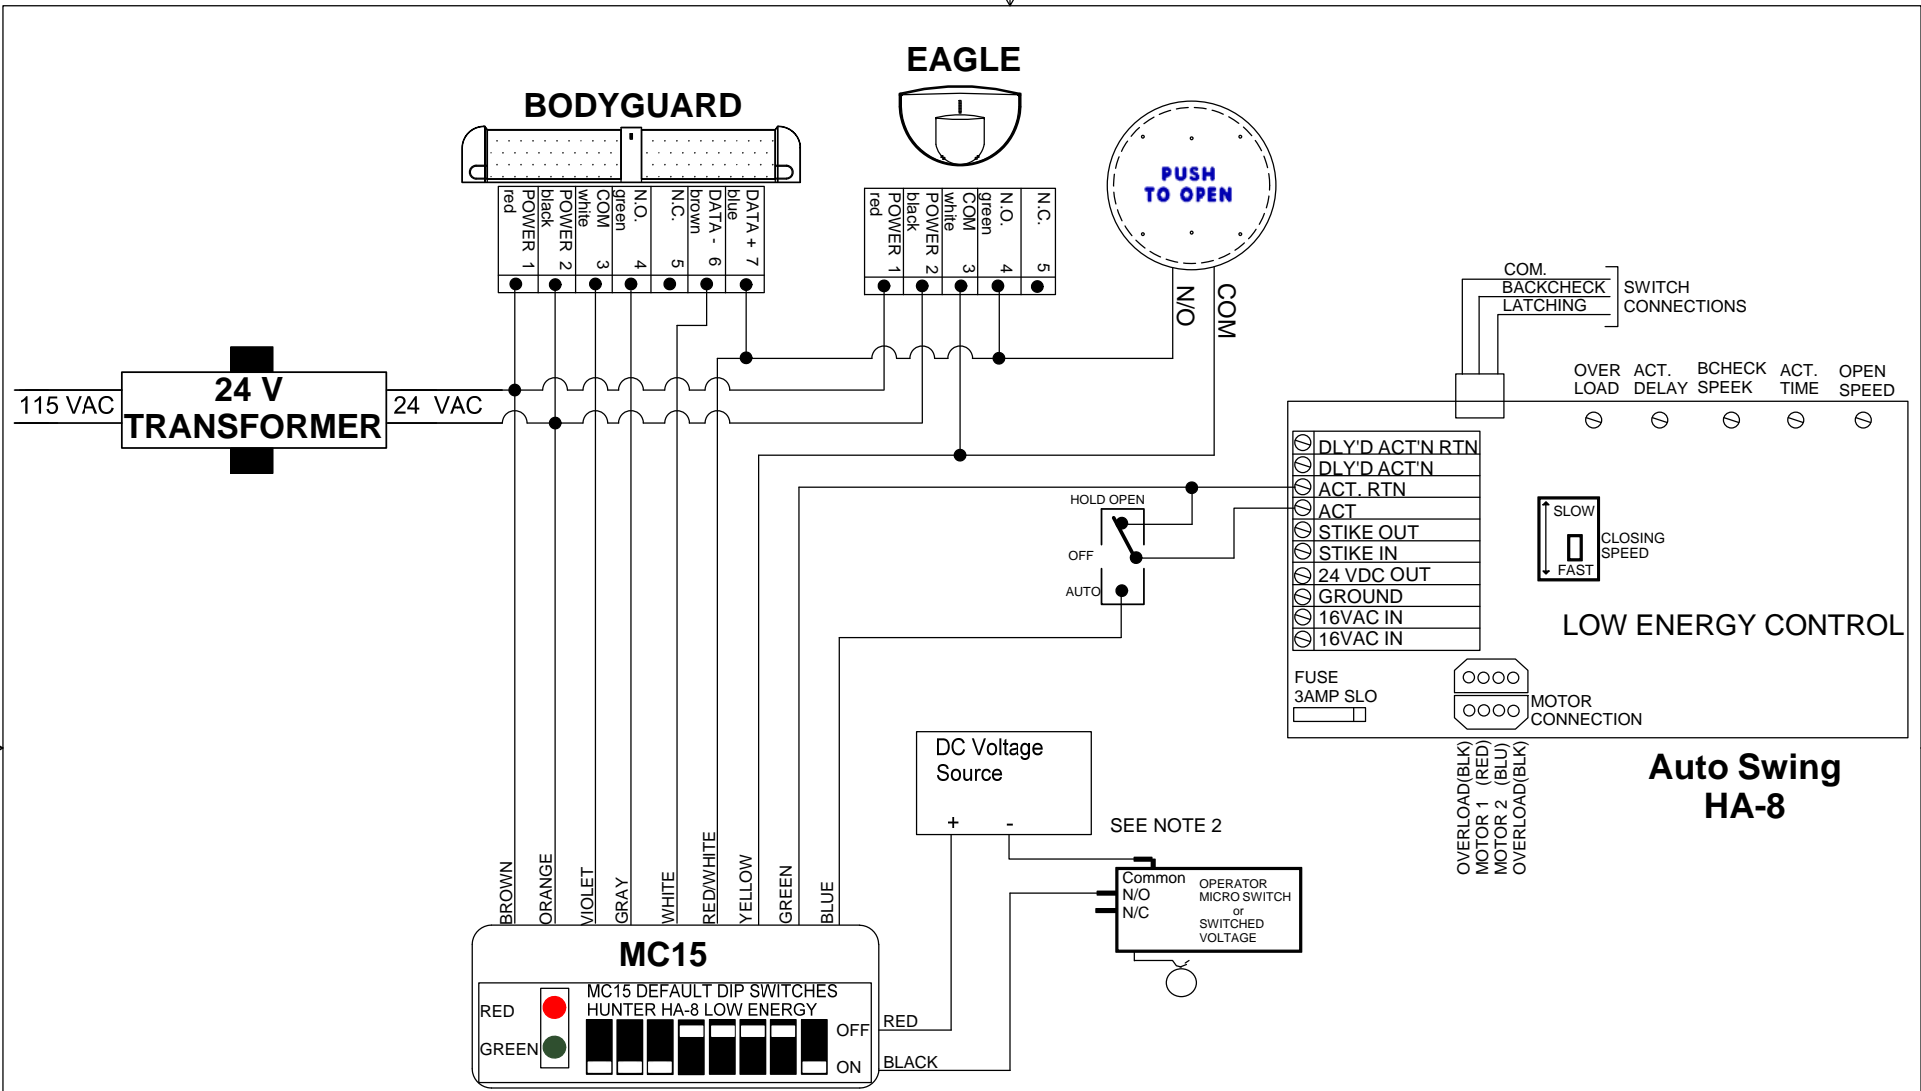 EAGLE
BODYGUARD
POWER 1
red
POWER 2
black
COM 3
white
N.O. 4
green
N.C. 5
DATA - 6
brown
DATA + 7
blue
POWER 1
red
POWER 2
black
COM 3
white
N.O. 4
green
N.C. 5
PUSH
TO OPEN
N/O
COM
COM.
BACKCHECK
LATCHING
SWITCH
CONNECTIONS
115 VAC
24 V
TRANSFORMER
24 VAC
OVER
LOAD
ACT.
DELAY
BCHECK
SPEEK
ACT.
TIME
OPEN
SPEED
DLY'D ACT'N RTN
DLY'D ACT'N
ACT. RTN
ACT
STIKE OUT
STIKE IN
24 VDC OUT
GROUND
16VAC IN
16VAC IN
HOLD OPEN
OFF
AUTO
SLOW
FAST
CLOSING
SPEED
LOW ENERGY CONTROL
FUSE
3AMP SLO
MOTOR
CONNECTION
OVERLOAD(BLK)
MOTOR 1 (RED)
MOTOR 2 (BLU)
OVERLOAD(BLK)
Auto Swing
HA-8
DC Voltage
Source
+ -
SEE NOTE 2
Common
N/O
N/C
OPERATOR
MICRO SWITCH
or
SWITCHED
VOLTAGE
BROWN
ORANGE
VIOLET
GRAY
WHITE
RED/WHITE
YELLOW
GREEN
BLUE
MC15
RED
GREEN
MC15 DEFAULT DIP SWITCHES
HUNTER HA-8 LOW ENERGY
OFF
ON
RED
BLACK